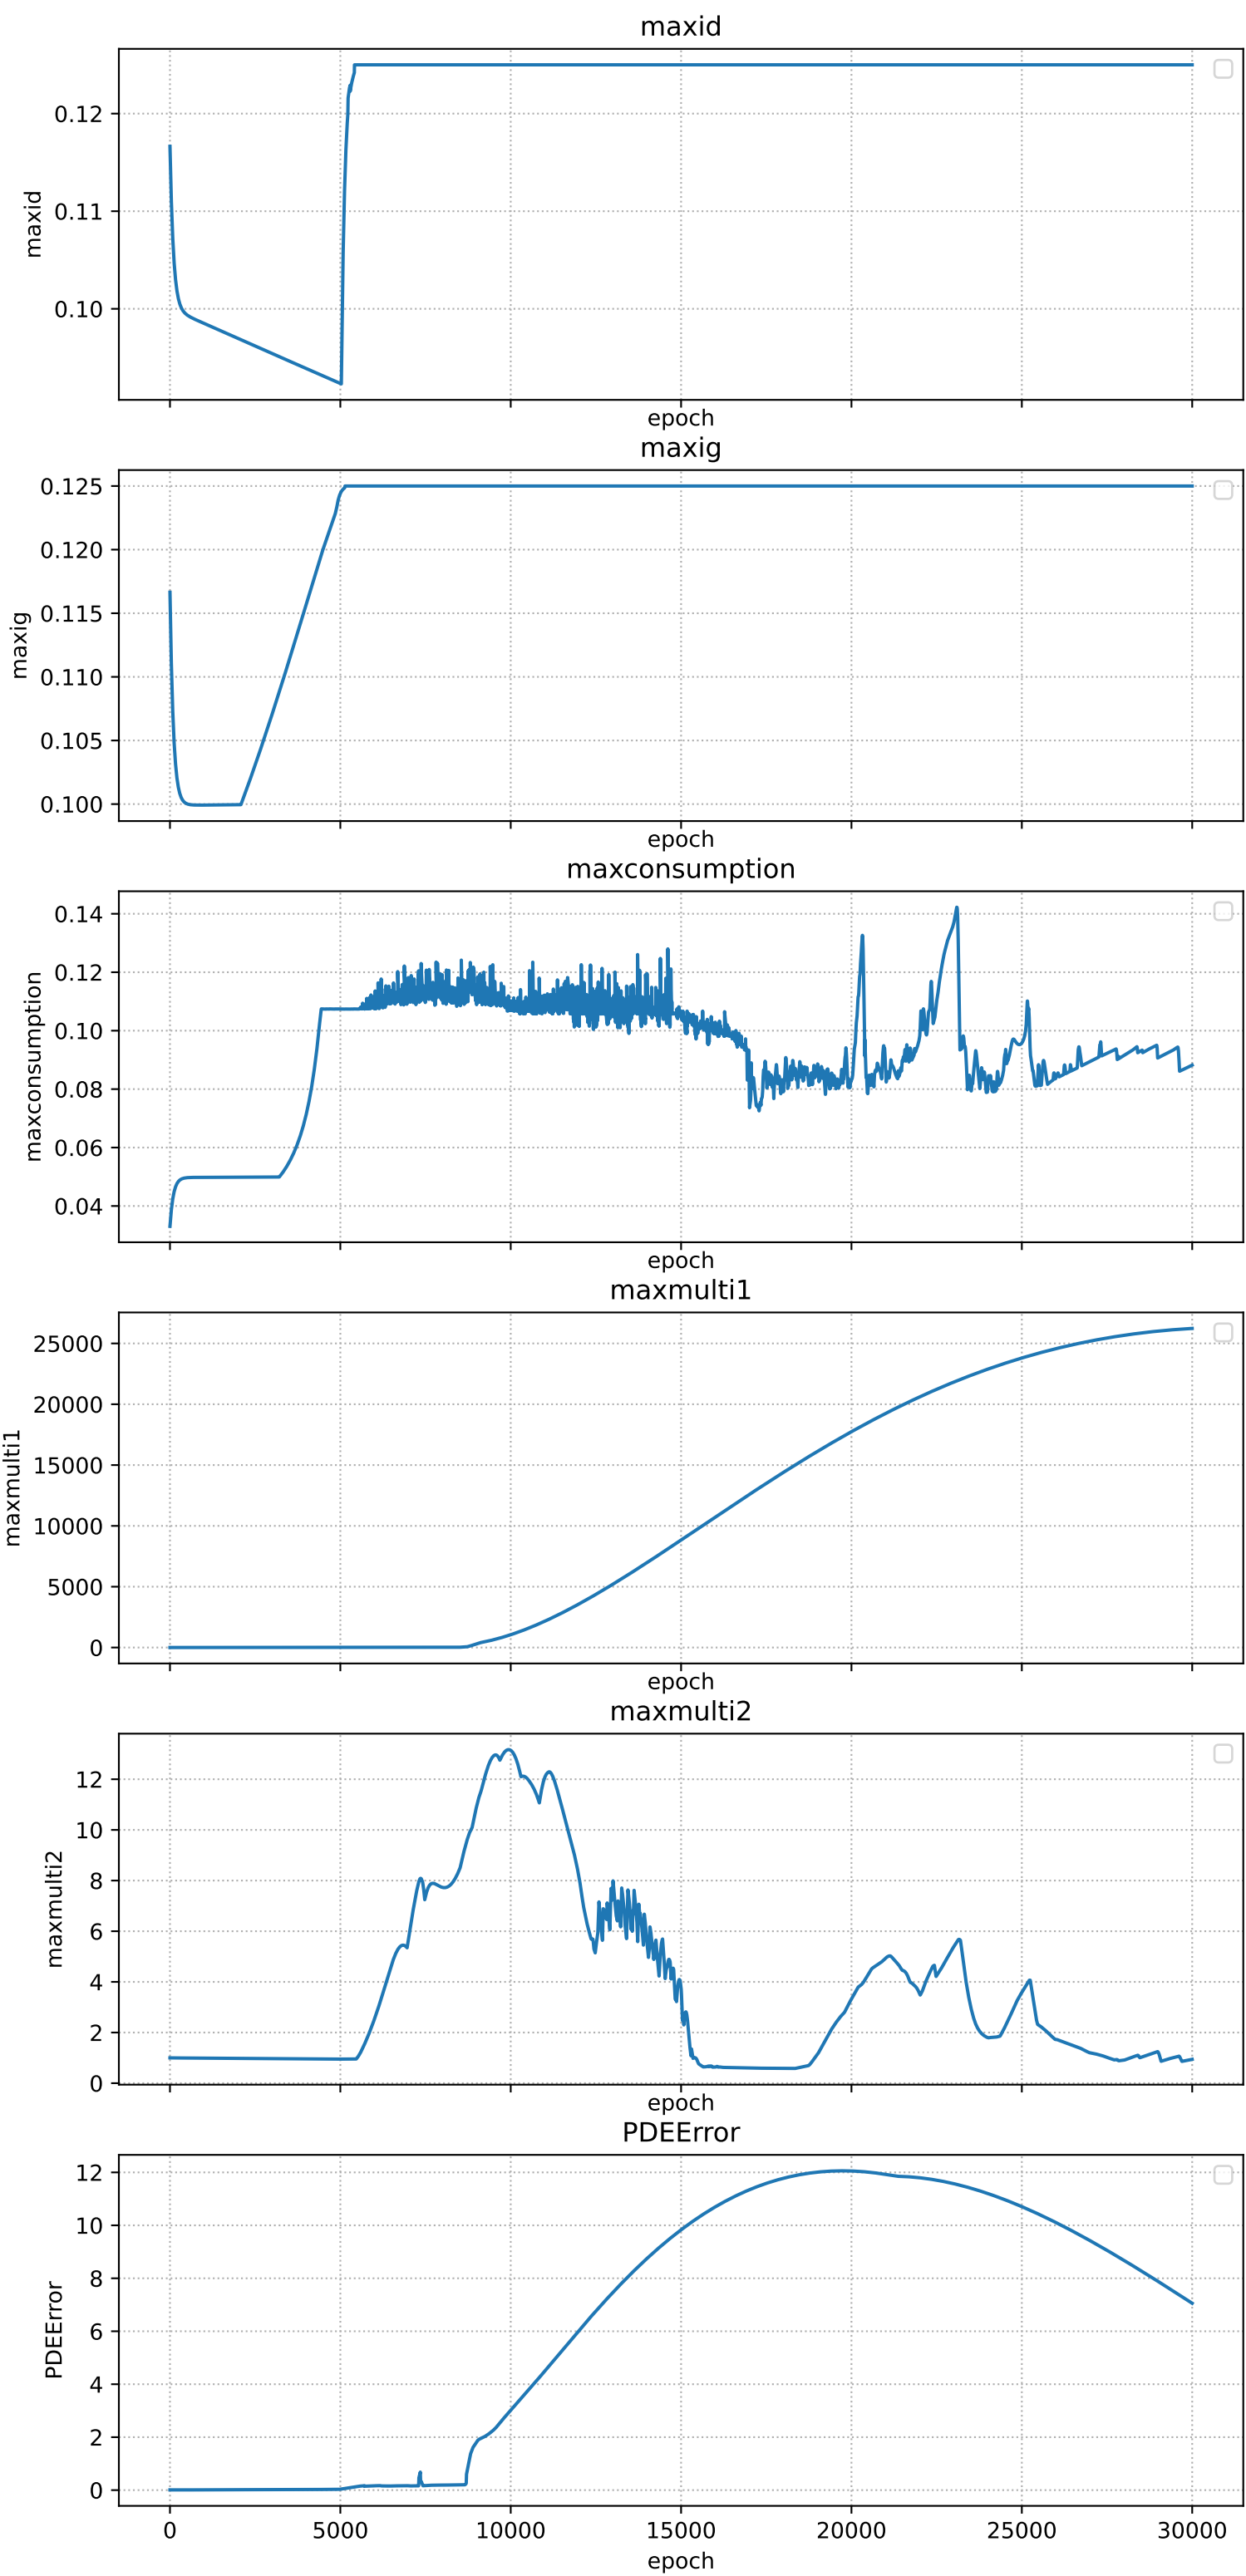 maxid
0.12
0.11
0.10
maxid
epoch
maxig
0.125
0.120
0.115
0.110
0.105
0.100
maxig
epoch
maxconsumption
0.14
0.12
0.10
0.08
0.06
0.04
maxconsumption
epoch
maxmulti1
25000
20000
15000
10000
5000
0
maxmulti1
epoch
maxmulti2
12
10
8
6
4
2
0
maxmulti2
epoch
PDEError
12
10
8
6
4
2
0
PDEError
0 5000 10000 15000 20000 25000 30000
epoch